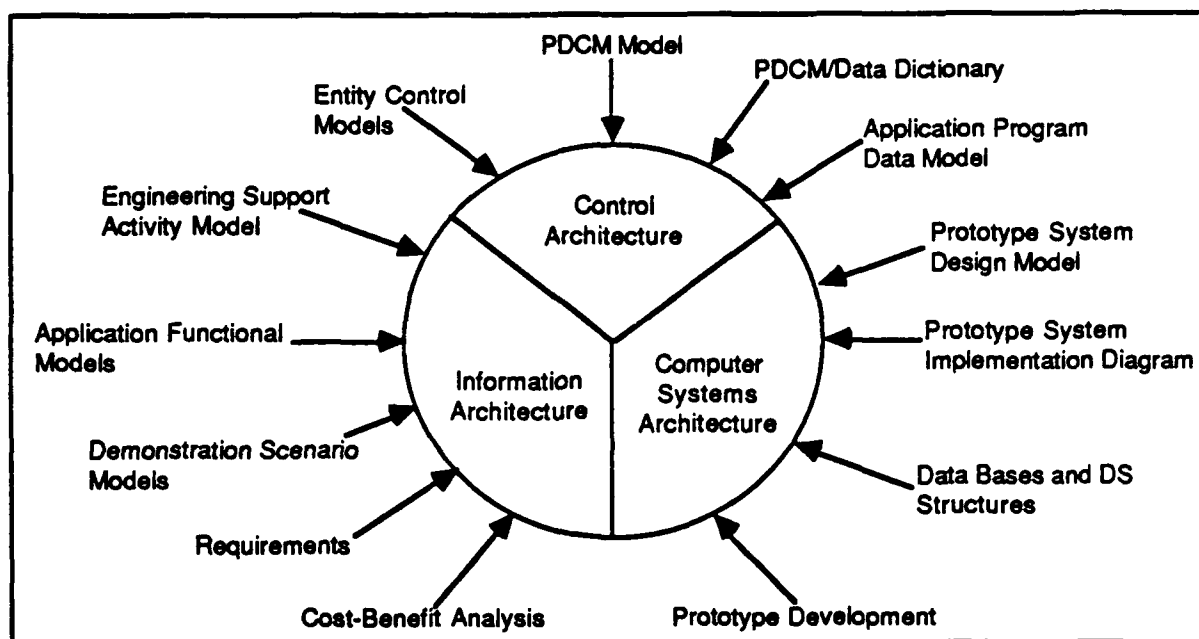 PDCM Model
PDCM/Data Dictionary
Entity Control
Models
Application Program
Data Model
Engineering Support
Activity Model
Control
Architecture
Prototype System
Design Model
Application Functional
Models
Prototype System
Implementation Diagram
Information
Architecture
Computer
Systems
Architecture
Demonstration Scenario
Models
Data Bases and DS
Structures
Requirements
Cost-Benefit Analysis
Prototype Development